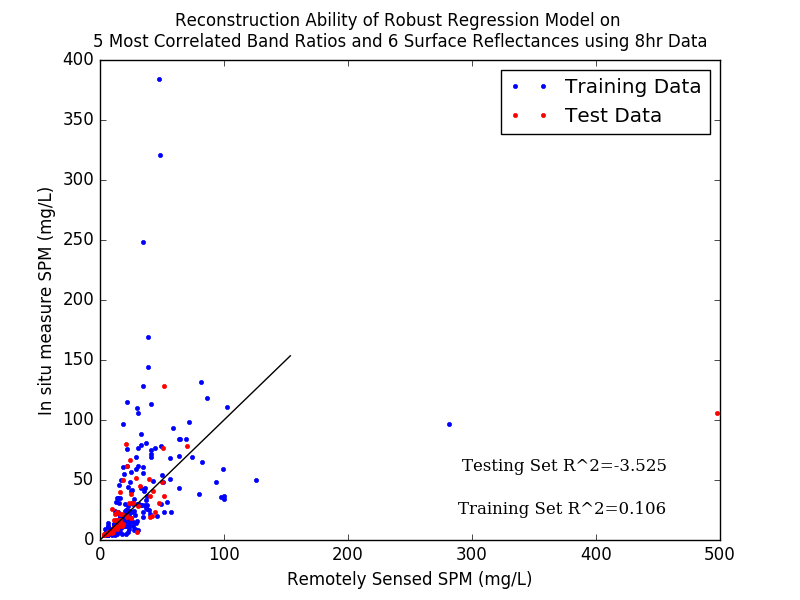 Reconstruction Ability of Robust Regression Model on
5 Most Correlated Band Ratios and 6 Surface Reflectances using 8hr Data
400
350
300
250
200
150
100
50
0
In situ measure SPM (mg/L)
Training Data
Test Data
Testing Set R^2=-3.525
Training Set R^2=0.106
0 100 200 300 400 500
Remotely Sensed SPM (mg/L)